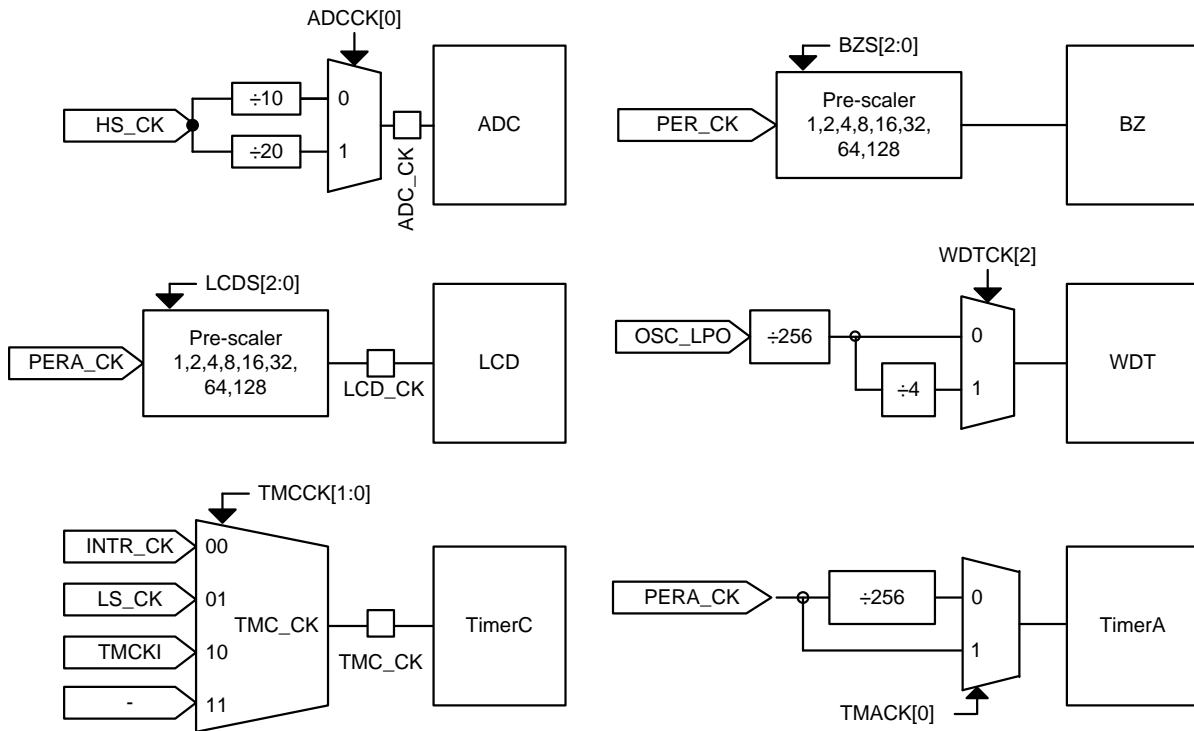 ADCCK[0]
HS_CK
÷10
÷20
0
1
ADC_CK
ADC
BZS[2:0]
PER_CK
Pre-scaler
1,2,4,8,16,32,
64,128
BZ
LCDS[2:0]
PERA_CK
Pre-scaler
1,2,4,8,16,32,
64,128
LCD_CK
LCD
WDTCK[2]
OSC_LPO
÷256
÷4
0
1
WDT
TMCCK[1:0]
INTR_CK
00
LS_CK
01
TMCKI
10
-
11
TMC_CK
TMC_CK
TimerC
PERA_CK
÷256
0
1
TMACK[0]
TimerA